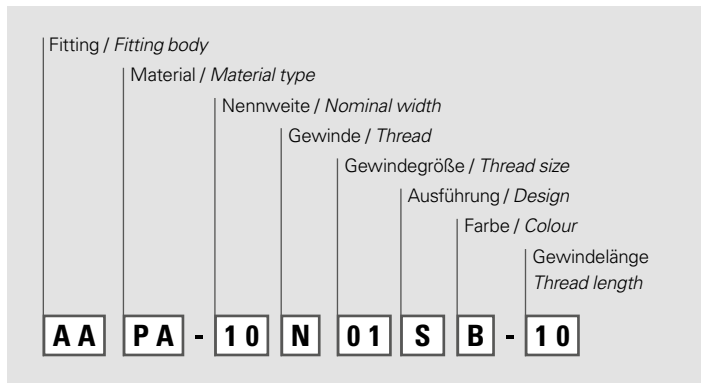 Fitting / Fitting body
Material / Material type
Nennweite / Nominal width
Gewinde / Thread
Gewindegröße / Thread size
Ausführung / Design
Farbe / Colour
Gewindelänge
Thread length
AA PA - 10 N 01 S B - 10